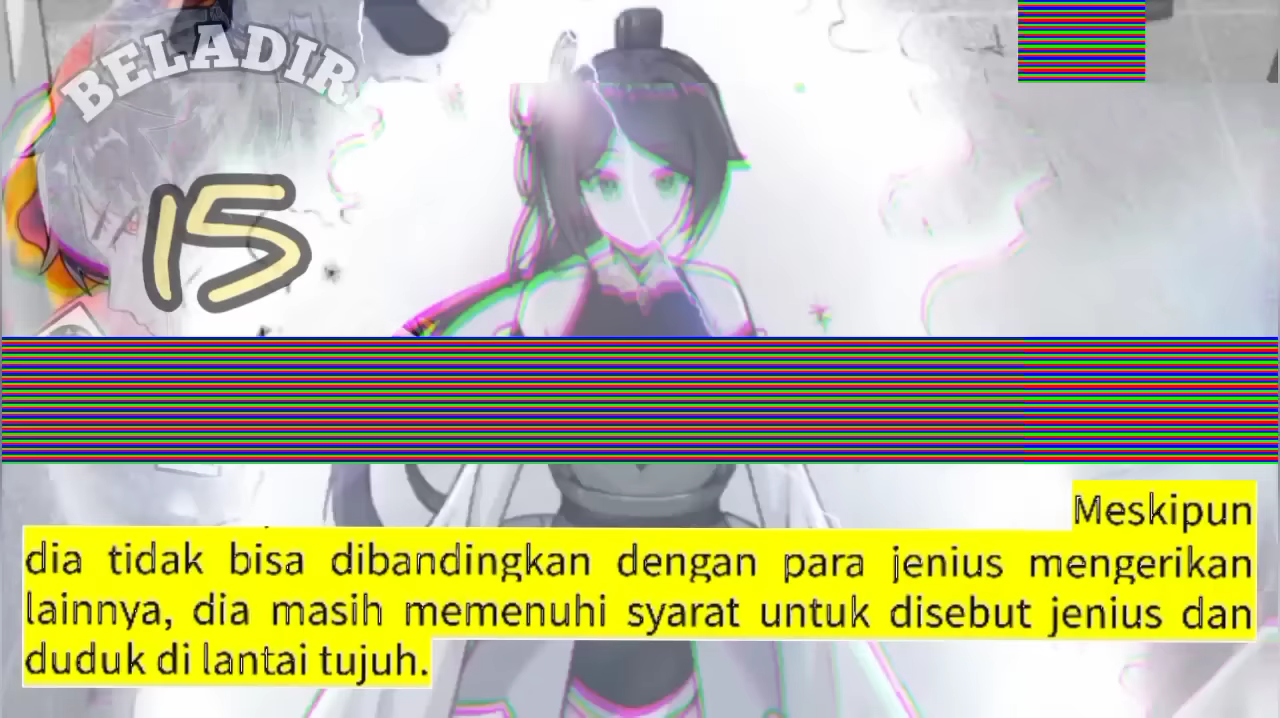 BELADIRI
15
Meskipun
dia tidak bisa dibandingkan dengan para jenius mengerikan
lainnya, dia masih memenuhi syarat untuk disebut jenius dan
duduk di lantai tujuh.